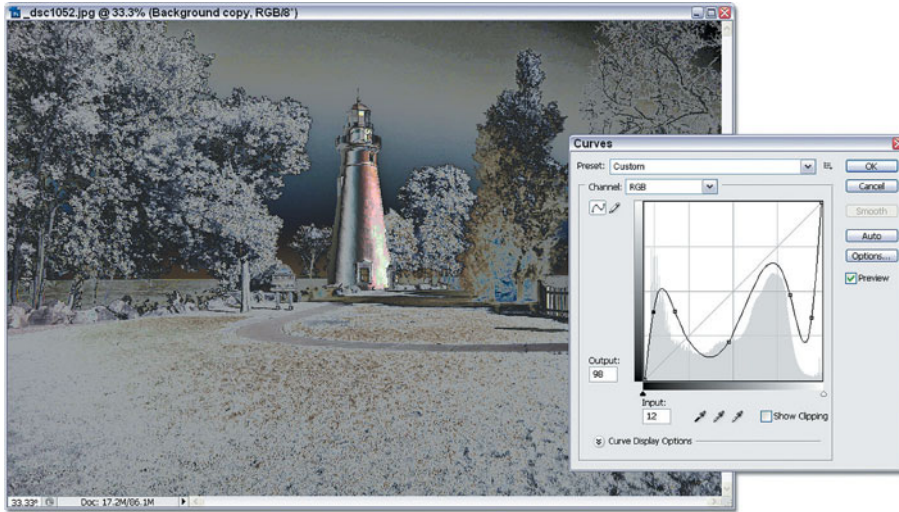 _dsc1052.jpg @ 33.3% (Background copy, RGB/8*)
Curves
Preset: Custom
OK
Channel: RGB
Cancel
Smooth
Auto
Options...
Preview
Output:
98
Input:
12
Show Clipping
Curve Display Options
33.33% Doc: 17.2M/86.1M